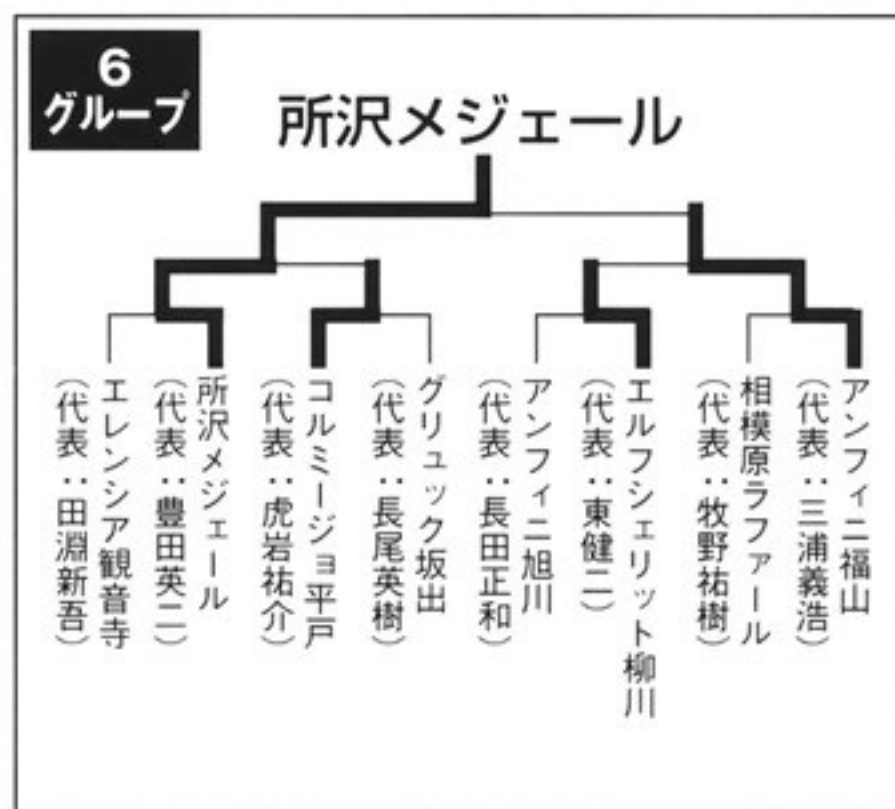 6
グループ
所沢メジェール
エレンシア観音寺
(代表:田淵新吾)
所沢メジェール
(代表:豊田英二)
コルミージョ平戸
(代表:虎岩祐介)
グリュック坂出
(代表:長尾英樹)
アンフィニ旭川
(代表:長田正和)
エルフシェリット柳川
(代表:東健二)
相模原ラファール
(代表:牧野祐樹)
アンフィニ福山
(代表:三浦義浩)